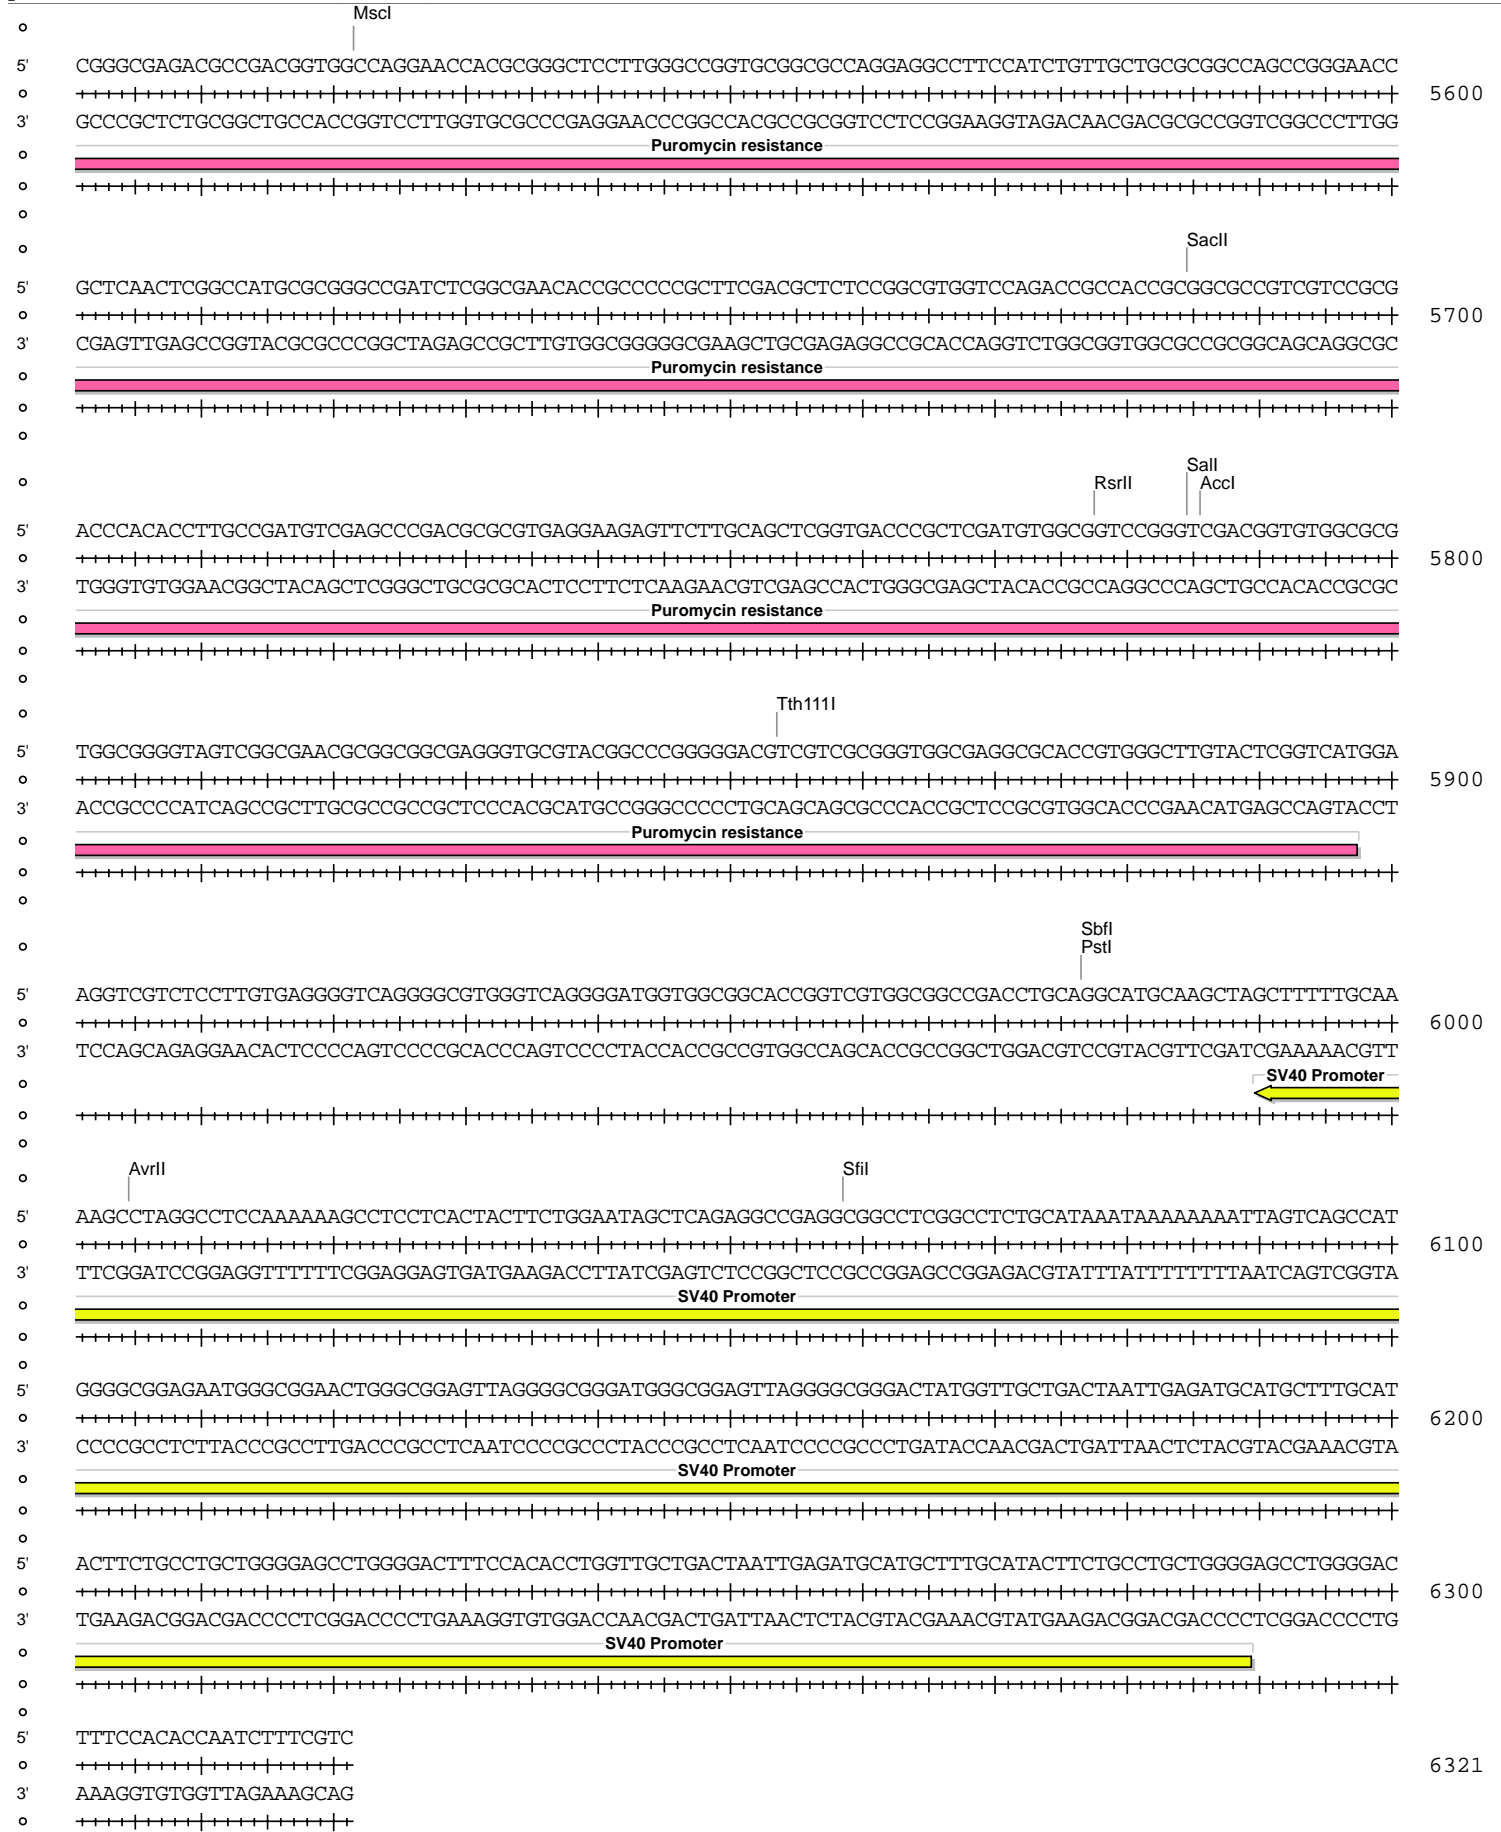 MscI
5' CGGGCGAGACGCCGACGGTGGCCAGGAACCACGCGGGCTCCTTGGGCCGGTGCGGCGCCAGGAGGCCTTCCATCTGTTGCTGCGCGGCCAGCCGGGAACC
5600
3' GCCCGCTCTGCGGCTGCCACCGGTCCTTGGTGCGCCCGAGGAACCCGGCCACGCCGCGGTCCTCCGGAAGGTAGACAACGACGCGCCGGTCGGCCCTTGG
Puromycin resistance
SacII
5' GCTCAACTCGGCCATGCGCGGGCCGATCTCGGCGAACACCGCCCCCGCTTCGACGCTCTCCGGCGTGGTCCAGACCGCCACCGCGGCGCCGTCGTCCGCG
5700
3' CGAGTTGAGCCGGTACGCGCCCGGCTAGAGCCGCTTGTGGCGGGGGCGAAGCTGCGAGAGGCCGCACCAGGTCTGGCGGTGGCGCCGCGGCAGCAGGCGC
Puromycin resistance
SalI
RsrII AccI
5' ACCCACACCTTGCCGATGTCGAGCCCGACGCGCGTGAGGAAGAGTTCTTGCAGCTCGGTGACCCGCTCGATGTGGCGGTCCGGGTCGACGGTGTGGCGCG
5800
3' TGGGTGTGGAACGGCTACAGCTCGGGCTGCGCGCACTCCTTCTCAAGAACGTCGAGCCACTGGGCGAGCTACACCGCCAGGCCCAGCTGCCACACCGCGC
Puromycin resistance
Tth111I
5' TGGCGGGGTAGTCGGCGAACGCGGCGGCGAGGGTGCGTACGGCCCGGGGGACGTCGTCGCGGGTGGCGAGGCGCACCGTGGGCTTGTACTCGGTCATGGA
5900
3' ACCGCCCCATCAGCCGCTTGCGCCGCCGCTCCCACGCATGCCGGGCCCCCTGCAGCAGCGCCCACCGCTCCGCGTGGCACCCGAACATGAGCCAGTACCT
Puromycin resistance
SbfI
PstI
5' AGGTCGTCTCCTTGTGAGGGGTCAGGGGCGTGGGTCAGGGGATGGTGGCGGCACCGGTCGTGGCGGCCGACCTGCAGGCATGCAAGCTAGCTTTTTGCAA
6000
3' TCCAGCAGAGGAACACTCCCCAGTCCCCGCACCCAGTCCCCTACCACCGCCGTGGCCAGCACCGCCGGCTGGACGTCCGTACGTTCGATCGAAAAACGTT
SV40 Promoter
AvrII SfiI
5' AAGCCTAGGCCTCCAAAAAAGCCTCCTCACTACTTCTGGAATAGCTCAGAGGCCGAGGCGGCCTCGGCCTCTGCATAAATAAAAAAAATTAGTCAGCCAT
6100
3' TTCGGATCCGGAGGTTTTTTCGGAGGAGTGATGAAGACCTTATCGAGTCTCCGGCTCCGCCGGAGCCGGAGACGTATTTATTTTTTTTAATCAGTCGGTA
SV40 Promoter
5' GGGGCGGAGAATGGGCGGAACTGGGCGGAGTTAGGGGCGGGATGGGCGGAGTTAGGGGCGGGACTATGGTTGCTGACTAATTGAGATGCATGCTTTGCAT
6200
3' CCCCGCCTCTTACCCGCCTTGACCCGCCTCAATCCCCGCCCTACCCGCCTCAATCCCCGCCCTGATACCAACGACTGATTAACTCTACGTACGAAACGTA
SV40 Promoter
5' ACTTCTGCCTGCTGGGGAGCCTGGGGACTTTCCACACCTGGTTGCTGACTAATTGAGATGCATGCTTTGCATACTTCTGCCTGCTGGGGAGCCTGGGGAC
6300
3' TGAAGACGGACGACCCCTCGGACCCCTGAAAGGTGTGGACCAACGACTGATTAACTCTACGTACGAAACGTATGAAGACGGACGACCCCTCGGACCCCTG
SV40 Promoter
5' TTTCCACACCAATCTTTCGTC
6321
3' AAAGGTGTGGTTAGAAAGCAG